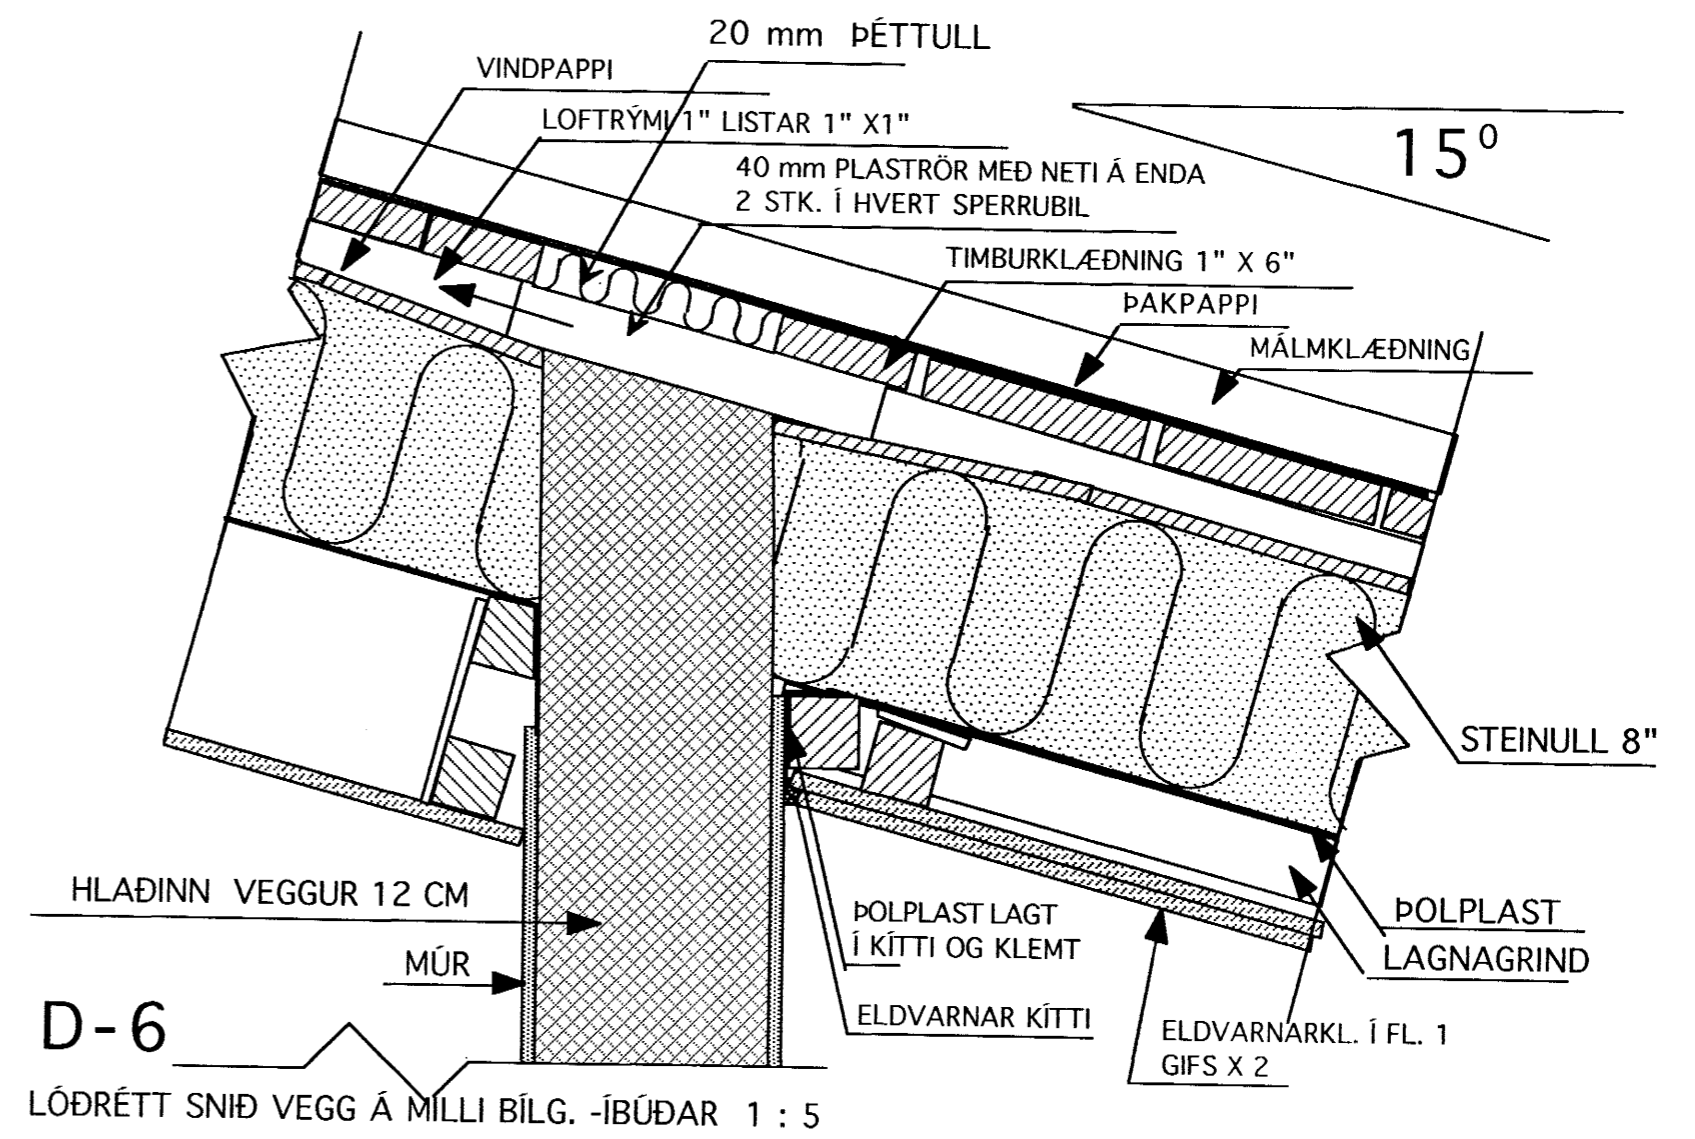 20 mm ÞÉTTULL
VINDPAPPI
LOFTRÝMI 1" LISTAR 1" X1"
15⁰
40 mm PLASTRÖR MEÐ NETI Á ENDA
2 STK. Í HVERT SPERRUBIL
TIMBURKLÆÐNING 1" X 6"
ÞAKPAPPI
MÁLMKLÆÐNING
STEINULL 8"
HLAÐINN VEGGUR 12 CM
ÞOLPLAST LAGT
Í KÍTTI OG KLEMT
ÞOLPLAST
LAGNAGRIND
MÚR
ELDVARNAR KÍTTI
ELDVARNARKL. Í FL. 1
GIFS X 2
D-6
LÓÐRÉTT SNIÐ VEGG Á MILLI BÍLG. -ÍBÚÐAR 1 : 5